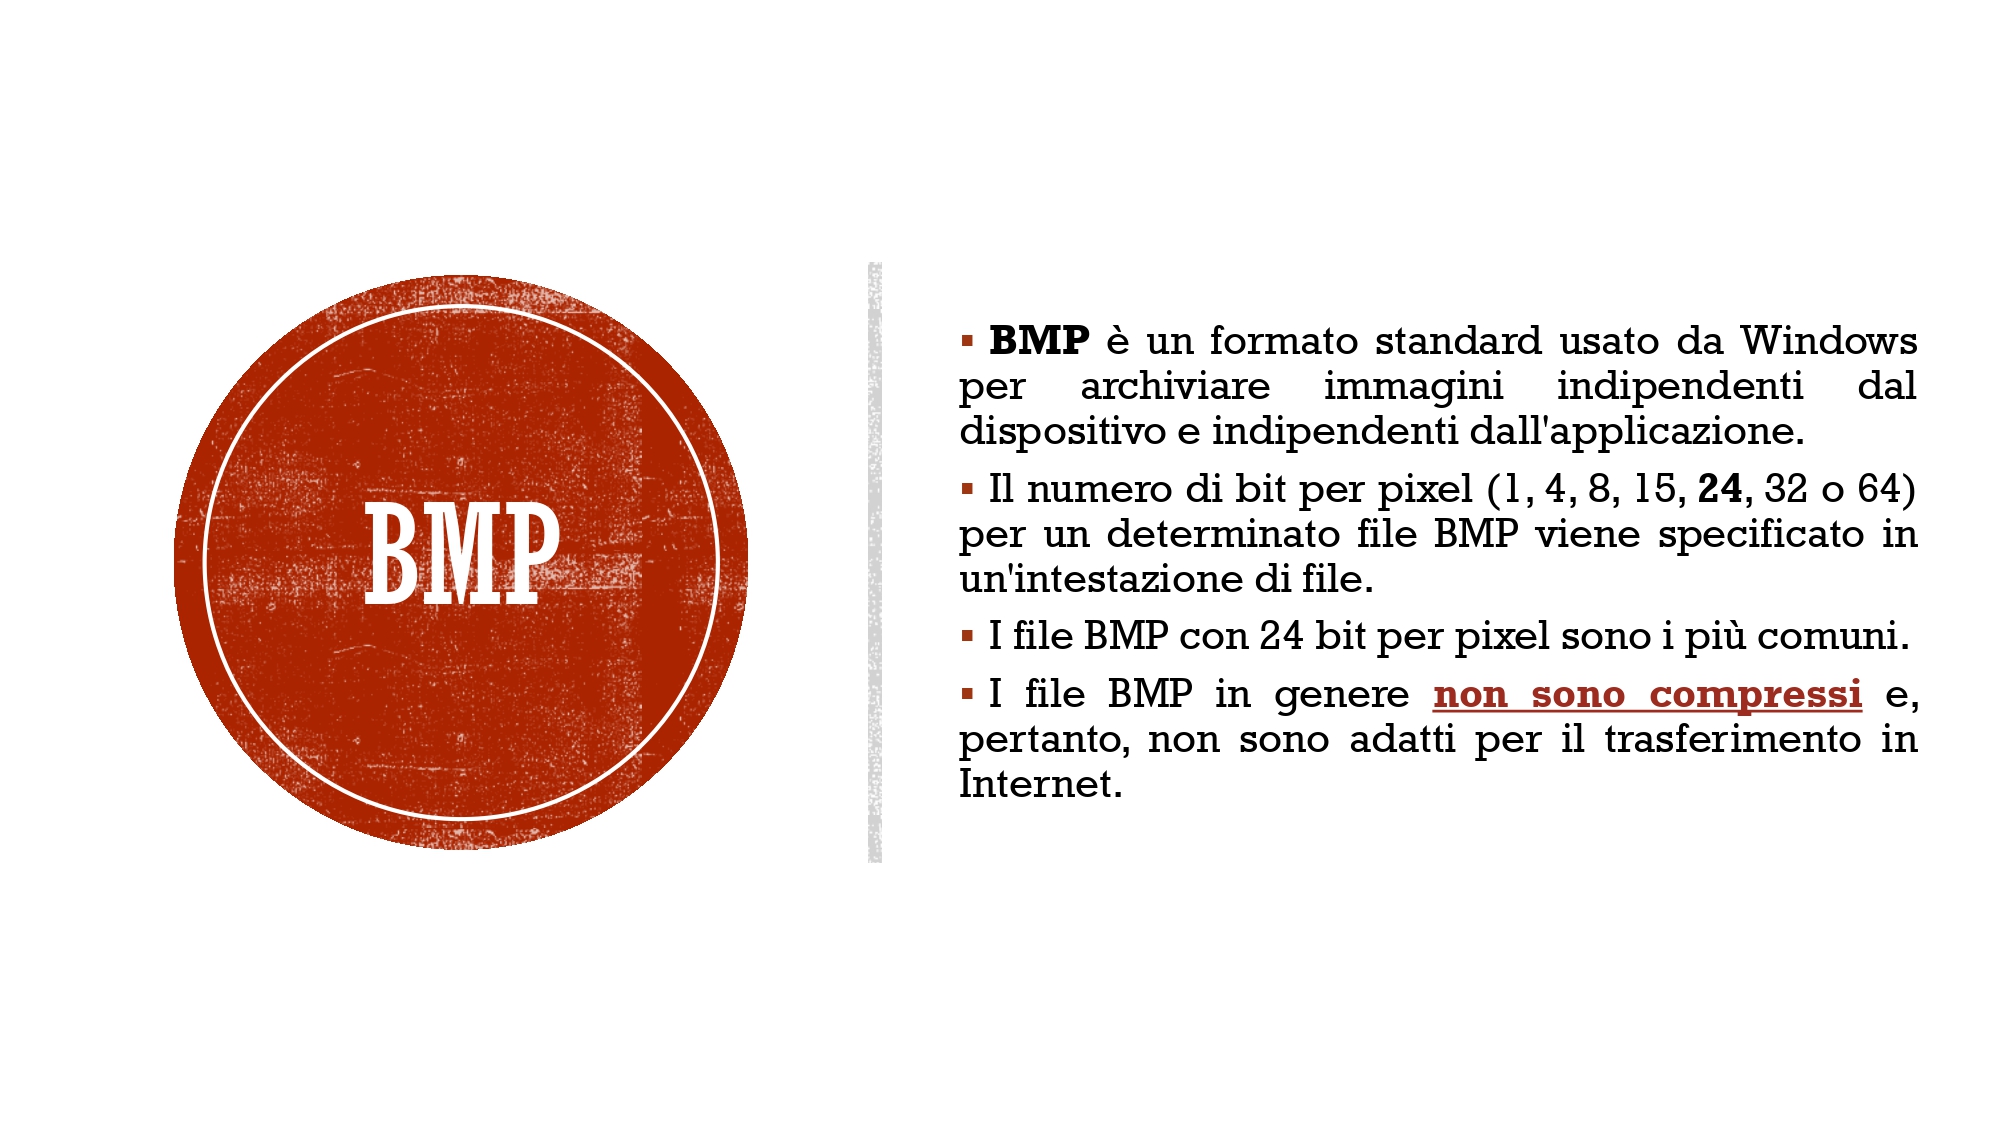 BMP
▪ BMP è un formato standard usato da Windows
per archiviare immagini indipendenti dal
dispositivo e indipendenti dall'applicazione.
▪ Il numero di bit per pixel (1, 4, 8, 15, 24, 32 o 64)
per un determinato file BMP viene specificato in
un'intestazione di file.
▪ I file BMP con 24 bit per pixel sono i più comuni.
▪ I file BMP in genere non sono compressi e,
pertanto, non sono adatti per il trasferimento in
Internet.